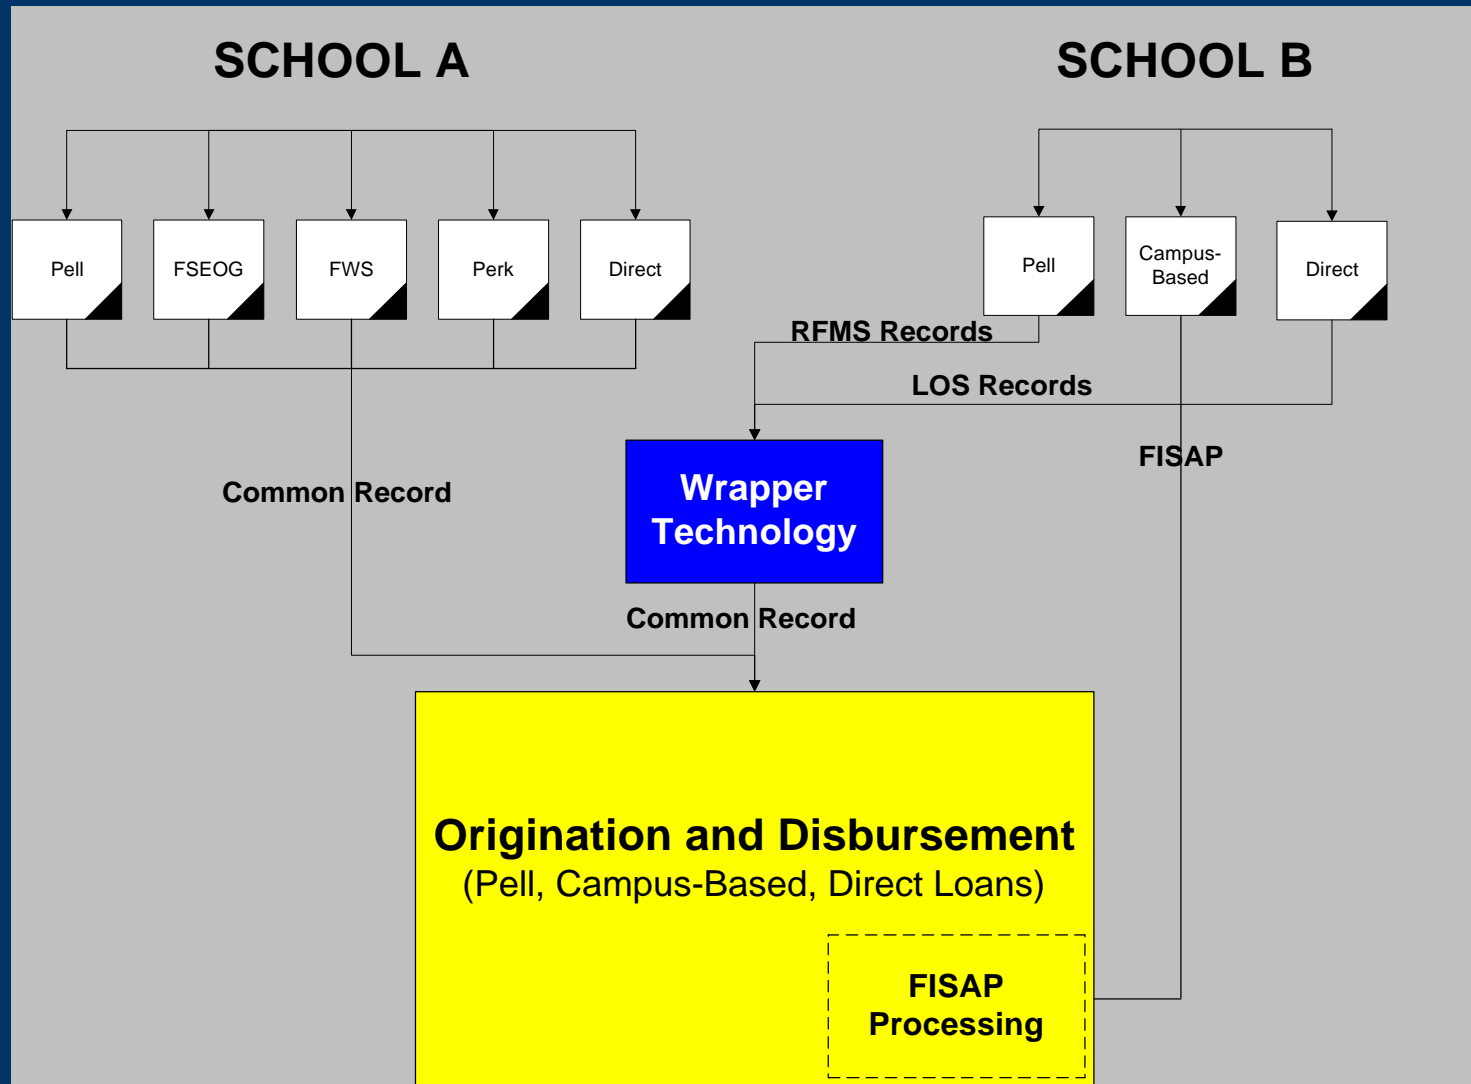 SCHOOL A
SCHOOL B
Pell
FSEOG
FWS
Perk
Direct
Pell
Campus-
Based
Direct
RFMS Records
LOS Records
FISAP
Common Record
Wrapper
Technology
Common Record
Origination and Disbursement
(Pell, Campus-Based, Direct Loans)
FISAP
Processing